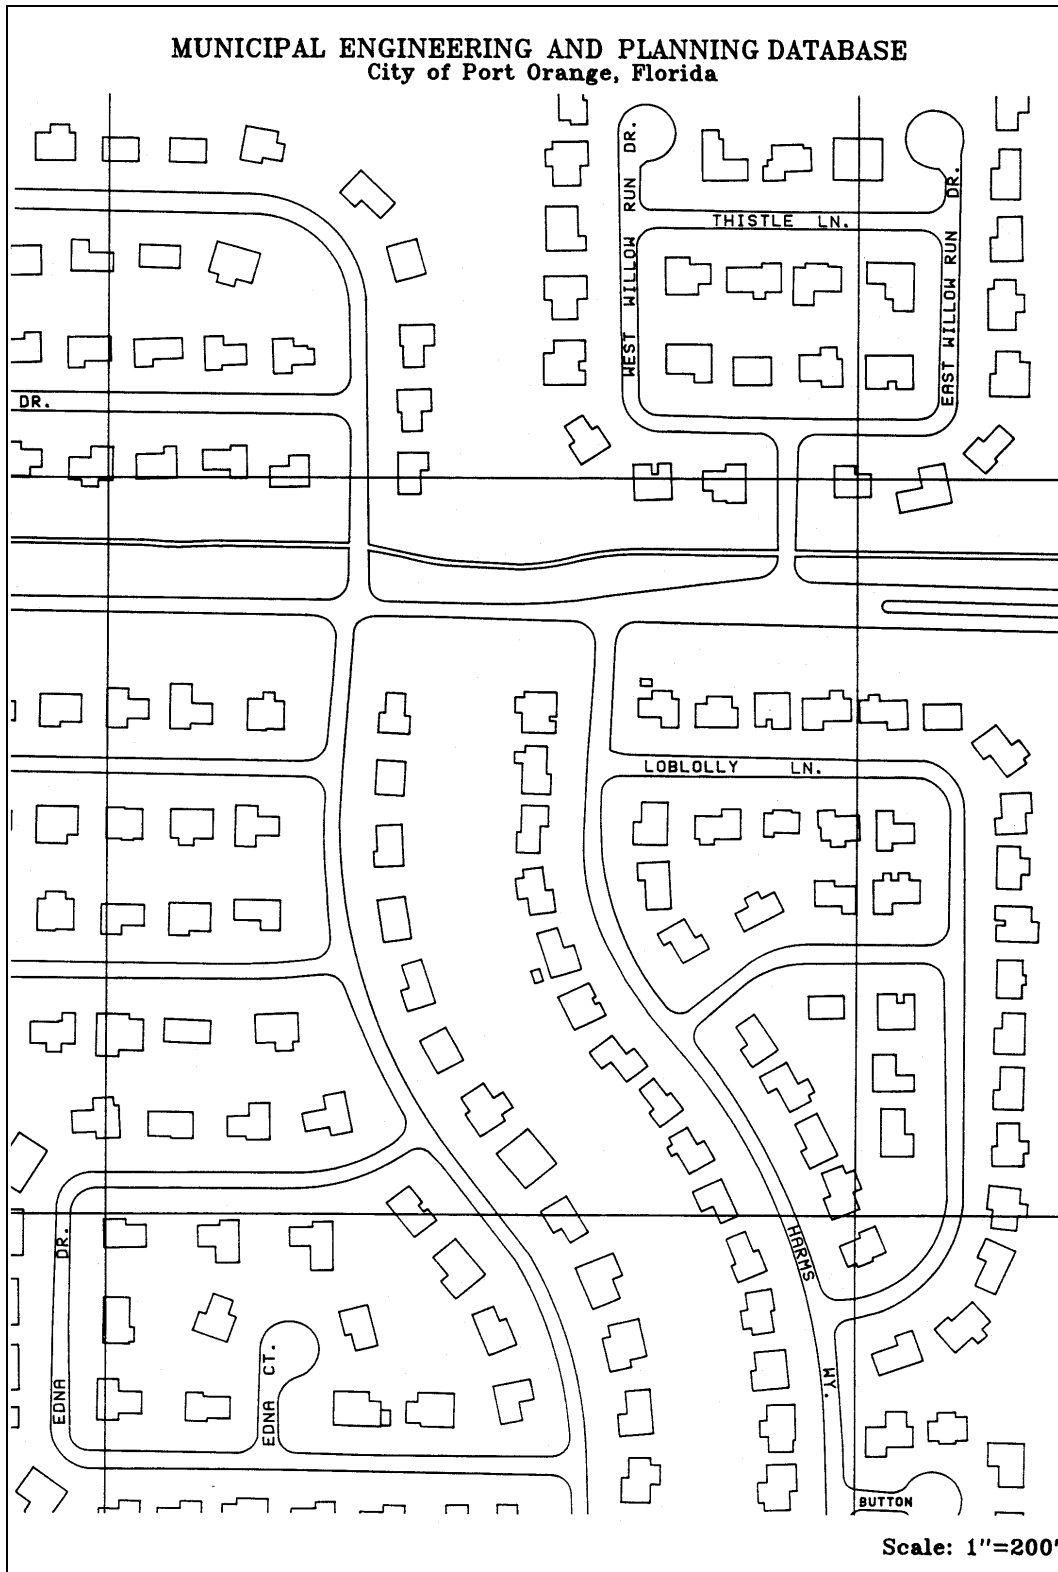 MUNICIPAL ENGINEERING AND PLANNING DATABASE
City of Port Orange, Florida
WEST WILLOW RUN DR.
THISTLE LN.
EAST WILLOW RUN DR.
DR.
LOBLOLLY LN.
HARMS WY.
EDNA DR.
EDNA CT.
BUTTON
Scale: 1"=200'